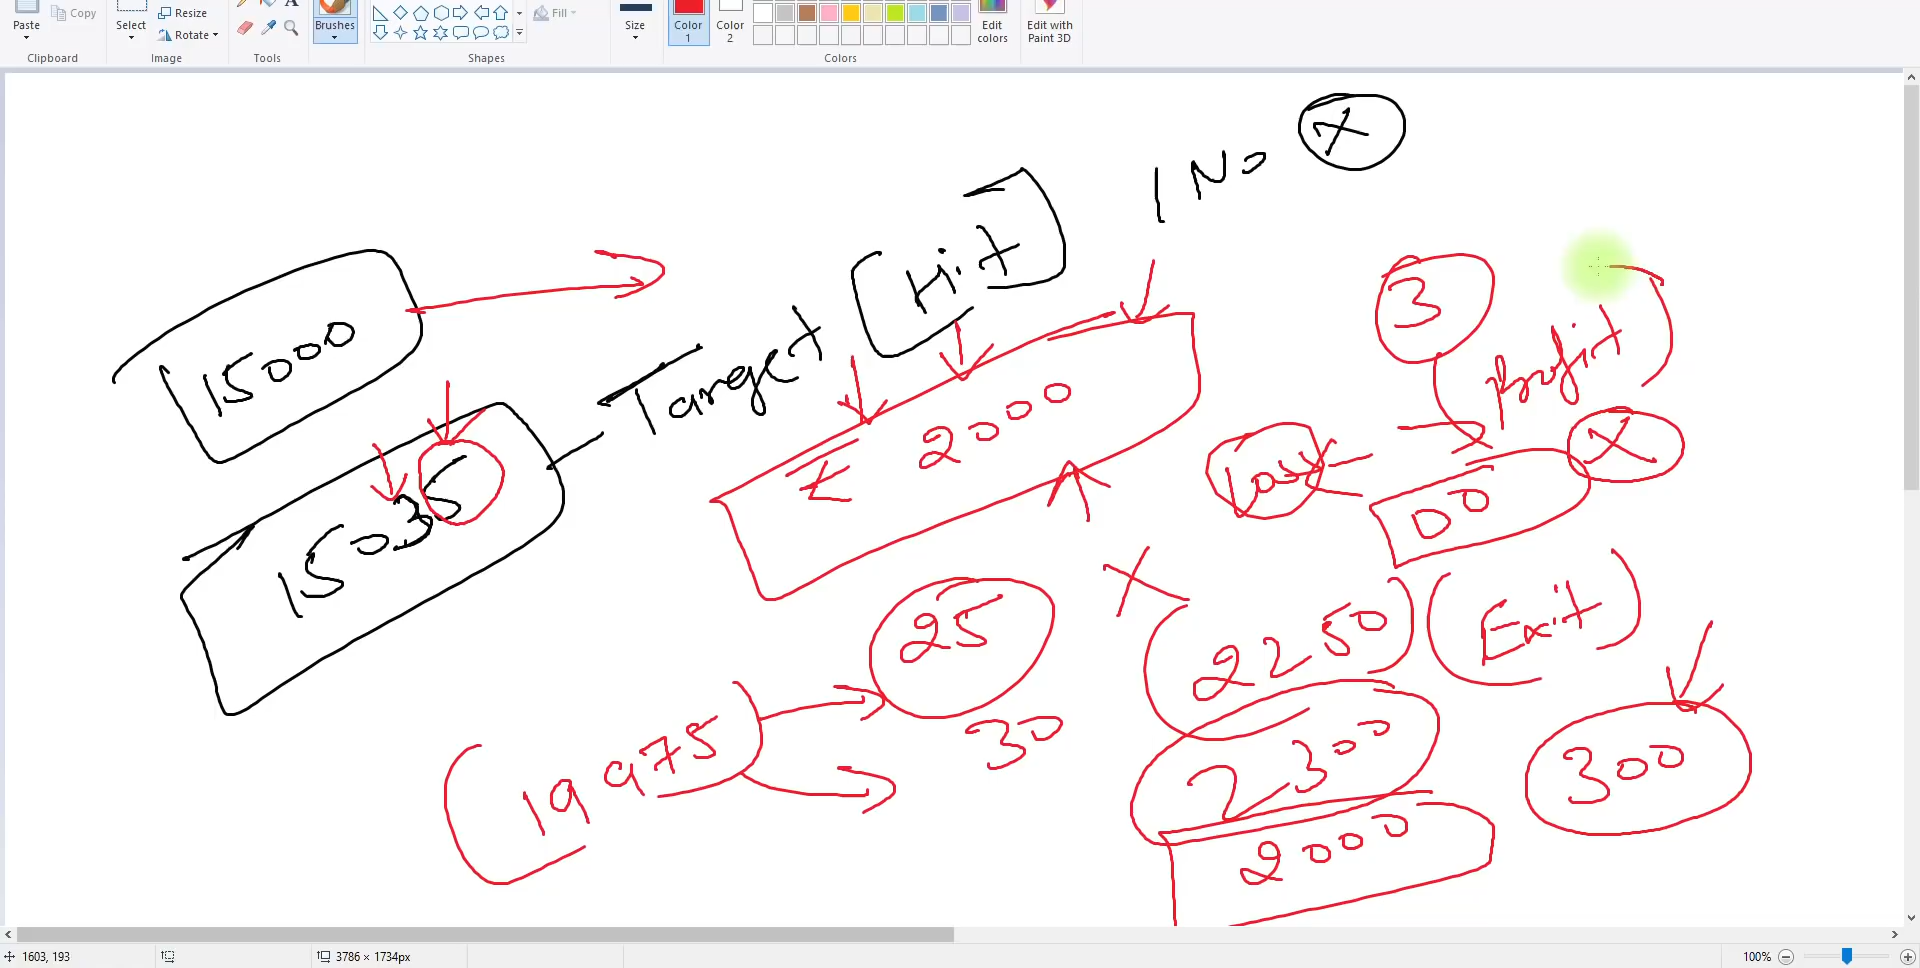 Paste
Copy
Clipboard
Select
Resize
Rotate
Image
A
Tools
Brushes
Fill
Shapes
Size
Color 1
Color 2
Edit colors
Edit with Paint 3D
Colors
1 No X
15000
Target Hit
3
Profit
2000
Loss
X
15035
00
25
X
2250
Exit
30
19975
2300
300
2000
1603, 193
3786 × 1734px
100%